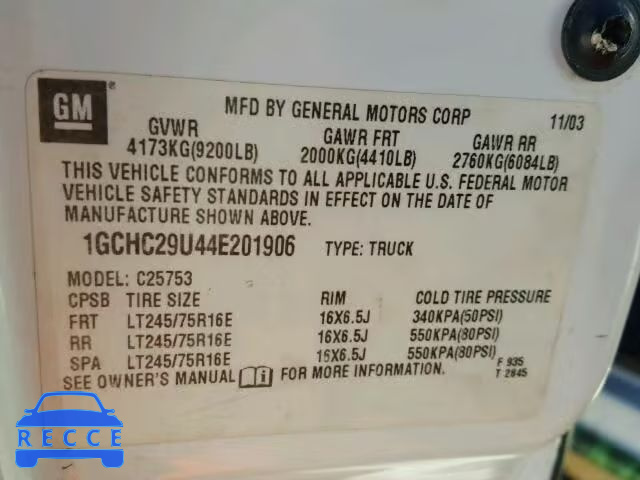 GM ®
MFD BY GENERAL MOTORS CORP 11/03
GVWR GAWR FRT GAWR RR
4173KG(9200LB) 2000KG(4410LB) 2760KG(6084LB)
THIS VEHICLE CONFORMS TO ALL APPLICABLE U.S. FEDERAL MOTOR
VEHICLE SAFETY STANDARDS IN EFFECT ON THE DATE OF
MANUFACTURE SHOWN ABOVE.
1GCHC29U44E201906 TYPE: TRUCK
MODEL: C25753
CPSB TIRE SIZE RIM COLD TIRE PRESSURE
FRT LT245/75R16E 16X6.5J 340KPA(50PSI)
RR LT245/75R16E 16X6.5J 550KPA(80PSI)
SPA LT245/75R16E 16X6.5J 550KPA(80PSI)
SEE OWNER'S MANUAL i FOR MORE INFORMATION.
F 935
T 2845
RECCE